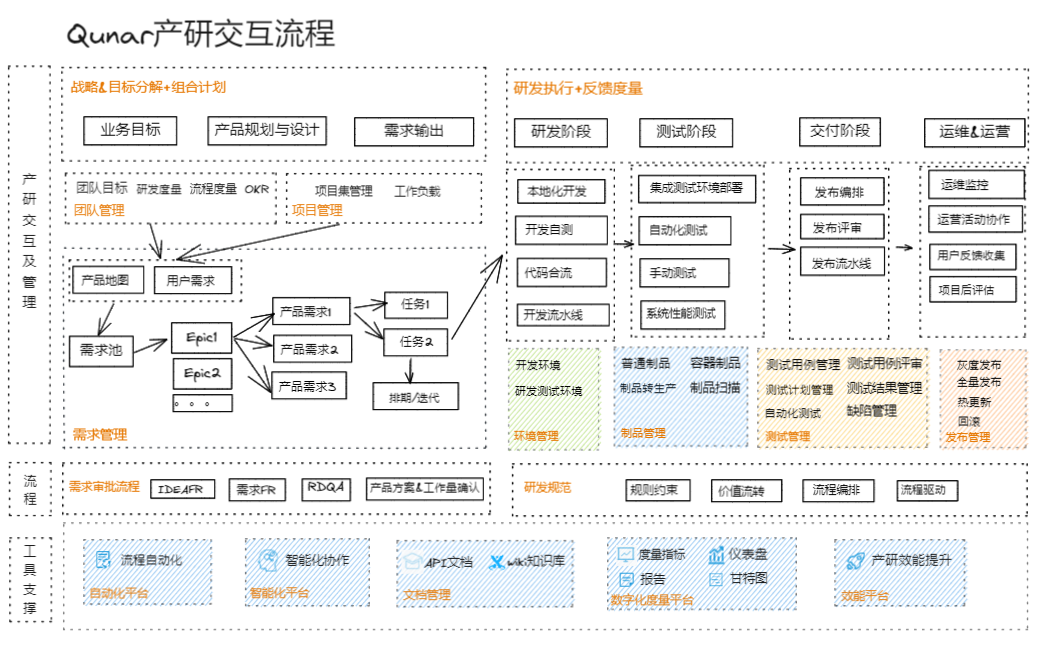 Qunar产研交互流程
产研交互及管理
战略&目标分解+组合计划
业务目标
产品规划与设计
需求输出
团队目标 研发度量 流程度量 OKR
团队管理
项目集管理 工作负载
项目管理
产品地图
用户需求
需求池
Epic1
Epic2
。。。
产品需求1
产品需求2
产品需求3
任务1
任务2
排期/迭代
需求管理
研发执行+反馈度量
研发阶段
测试阶段
交付阶段
运维&运营
本地化开发
开发自测
代码合流
开发流水线
集成测试环境部署
自动化测试
手动测试
系统性能测试
发布编排
发布评审
发布流水线
运维监控
运营活动协作
用户反馈收集
项目后评估
开发环境
研发测试环境
环境管理
普通制品 容器制品
制品转生产 制品扫描
制品管理
测试用例管理 测试用例评审
测试计划管理 测试结果管理
自动化测试 缺陷管理
测试管理
灰度发布
全量发布
热更新
回滚
发布管理
流程
需求审批流程
IDEAFR
需求FR
RDQA
产品方案&工作量确认
研发规范
规则约束
价值流转
流程编排
流程驱动
工具支撑
流程自动化
自动化平台
智能化协作
智能化平台
API文档 wiki知识库
文档管理
度量指标 仪表盘
报告 甘特图
数字化度量平台
产研效能提升
效能平台